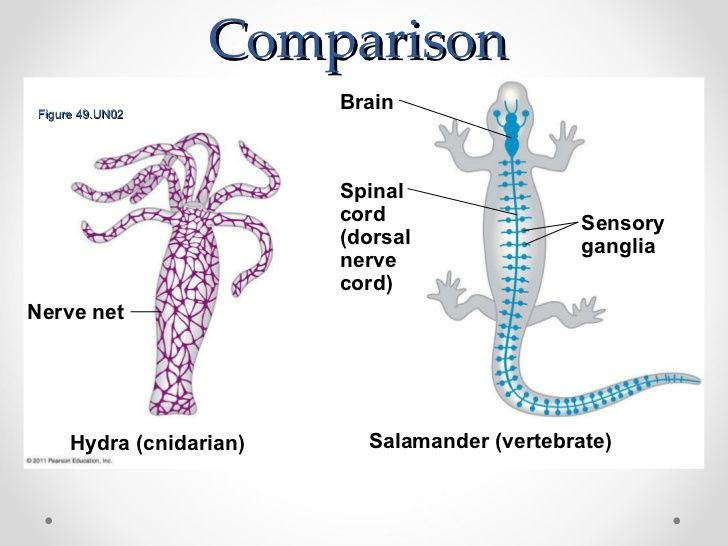 Comparison
Figure 49.UN02
Brain
Spinal
cord
(dorsal
nerve
cord)
Sensory
ganglia
Nerve net
Hydra (cnidarian)
Salamander (vertebrate)
© 2011 Pearson Education, Inc.